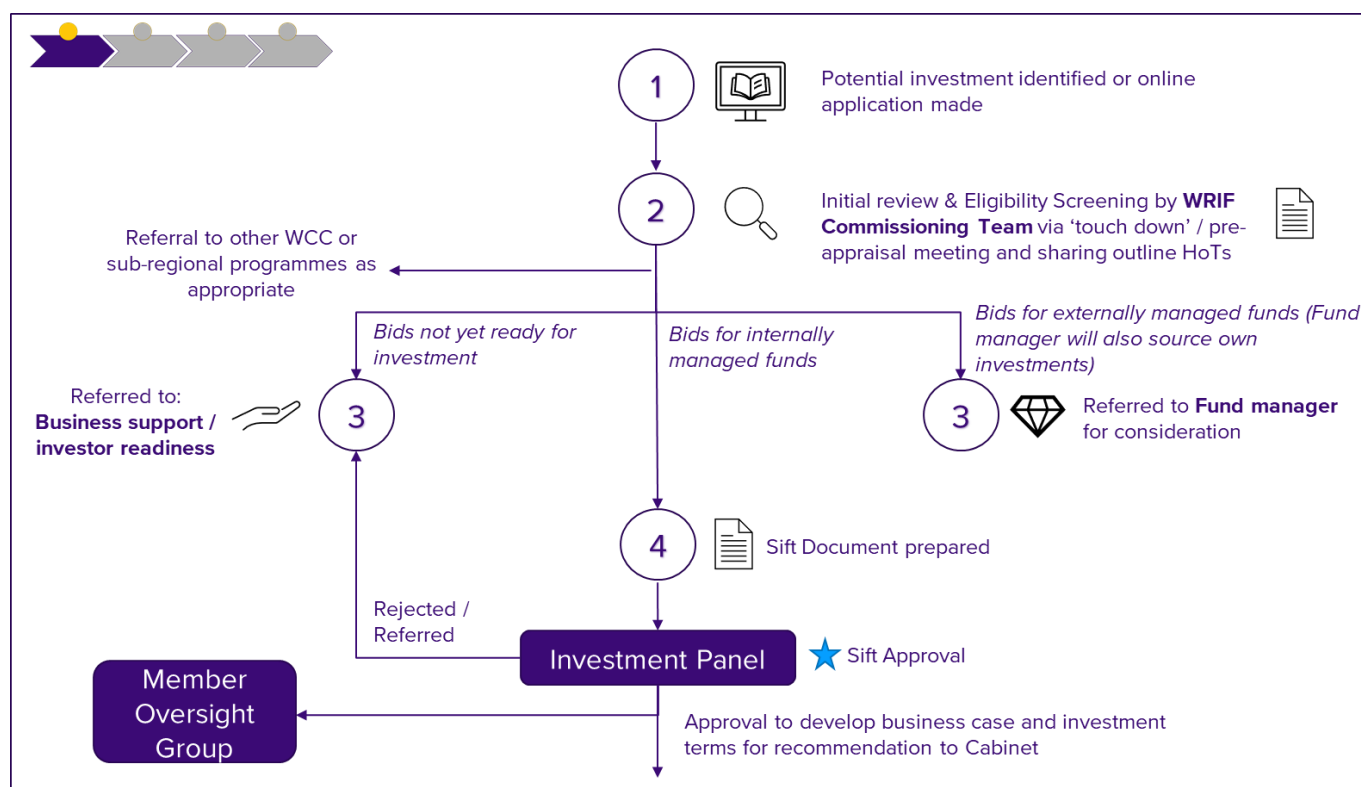 1
Potential investment identified or online
application made
2
Initial review & Eligibility Screening by WRIF
Commissioning Team via ‘touch down’ / pre-
appraisal meeting and sharing outline HoTs
Referral to other WCC or
sub-regional programmes as
appropriate
Bids not yet ready for
investment
Bids for internally
managed funds
Bids for externally managed funds (Fund
manager will also source own
investments)
Referred to:
Business support /
investor readiness
3
3
Referred to Fund manager
for consideration
4
Sift Document prepared
Rejected /
Referred
Investment Panel
Sift Approval
Member
Oversight
Group
Approval to develop business case and investment
terms for recommendation to Cabinet